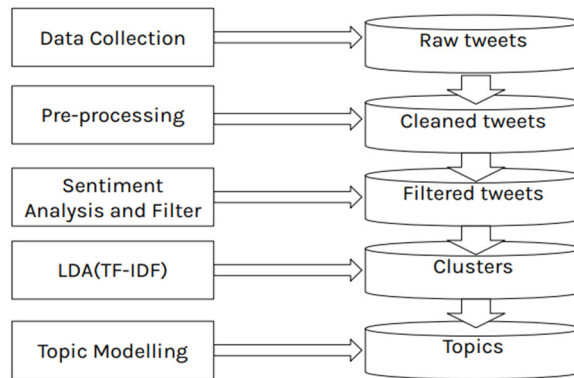 Data Collection
Raw tweets
Pre-processing
Cleaned tweets
Sentiment
Analysis and Filter
Filtered tweets
LDA(TF-IDF)
Clusters
Topic Modelling
Topics